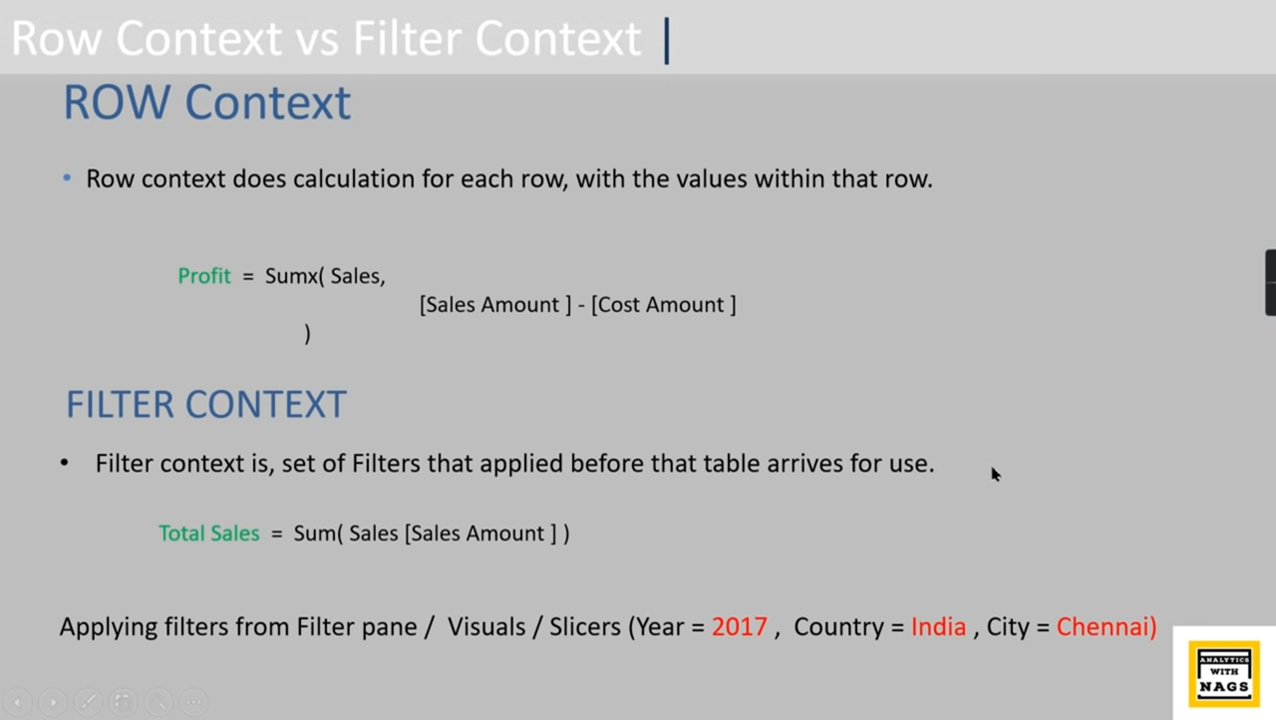 Row Context vs Filter Context |
ROW Context
• Row context does calculation for each row, with the values within that row.
Profit = Sumx( Sales,
[Sales Amount ] - [Cost Amount ]
)
FILTER CONTEXT
• Filter context is, set of Filters that applied before that table arrives for use.
Total Sales = Sum( Sales [Sales Amount ] )
Applying filters from Filter pane / Visuals / Slicers (Year = 2017 , Country = India , City = Chennai)
ANALYTICS
WITH
NAGS